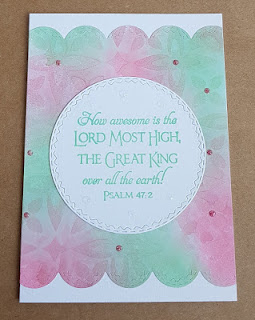 How awesome is the
Lord Most High,
the Great King
over all the earth!
Psalm 47:2